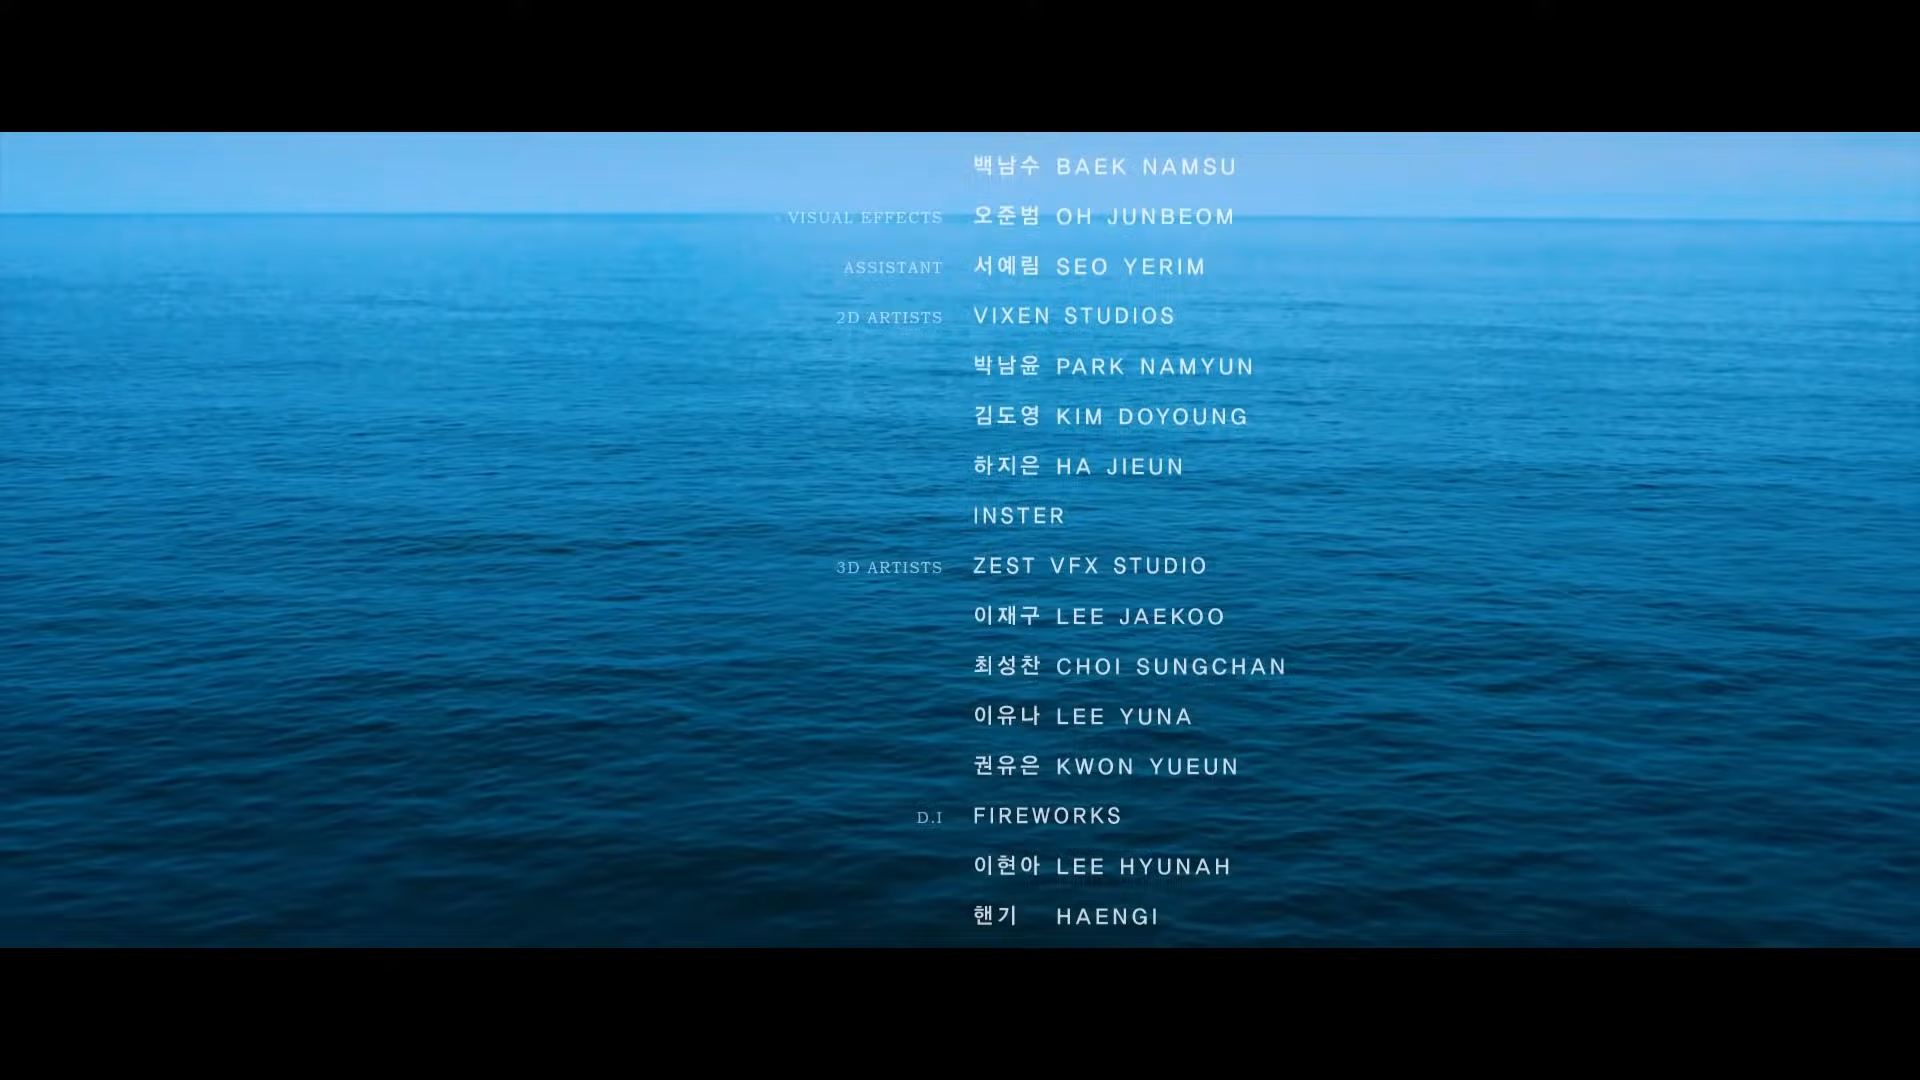 백남수 BAEK NAMSU
VISUAL EFFECTS 오준범 OH JUNBEOM
ASSISTANT 서예림 SEO YERIM
2D ARTISTS VIXEN STUDIOS
박남윤 PARK NAMYUN
김도영 KIM DOYOUNG
하지은 HA JIEUN
INSTER
3D ARTISTS ZEST VFX STUDIO
이재구 LEE JAEKOO
최성찬 CHOI SUNGCHAN
이유나 LEE YUNA
권유은 KWON YUEUN
D.I FIREWORKS
이현아 LEE HYUNAH
핸기 HAENGI